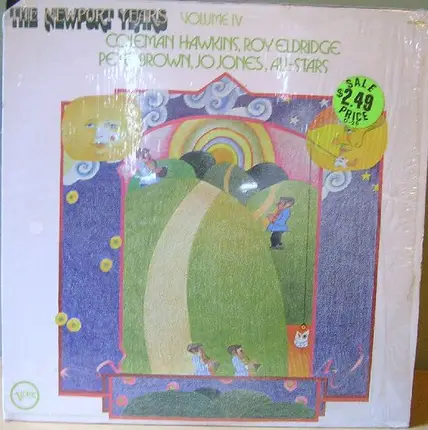 THE NEWPORT YEARS VOLUME IV
COLEMAN HAWKINS, ROY ELDRIDGE
PETE BROWN, JO JONES, ALL-STARS
SALE
$2.49
PRICE
Verve